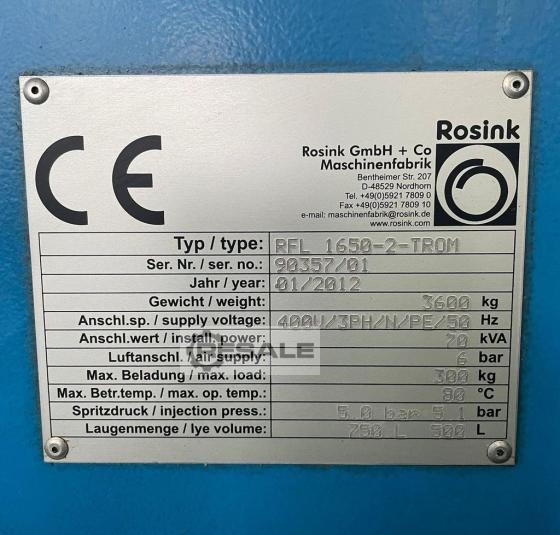 CE
Rosink
Rosink GmbH + Co
Maschinenfabrik
Bentheimer Str. 207
D-48529 Nordhorn
Tel. +49(0)5921 7809 0
Fax +49(0)5921 7809 10
e-mail: maschinenfabrik@rosink.de
www.rosink.com
Typ / type: RFL 1650-2-TROM
Ser. Nr. / ser. no.: 90357/01
Jahr / year: 01/2012
Gewicht / weight: 3600 kg
Anschl.sp. / supply voltage: 400V/3PH/N/PE/50 Hz
Anschl.wert / install. power: 70 kVA
Luftanschl. / air supply: 6 bar
Max. Beladung / max. load: 300 kg
Max. Betr.temp. / max. op. temp.: 80 °C
Spritzdruck / injection press.: 5.0 bar 5.1 bar
Laugenmenge / lye volume: 750 L 500 L
RESALE